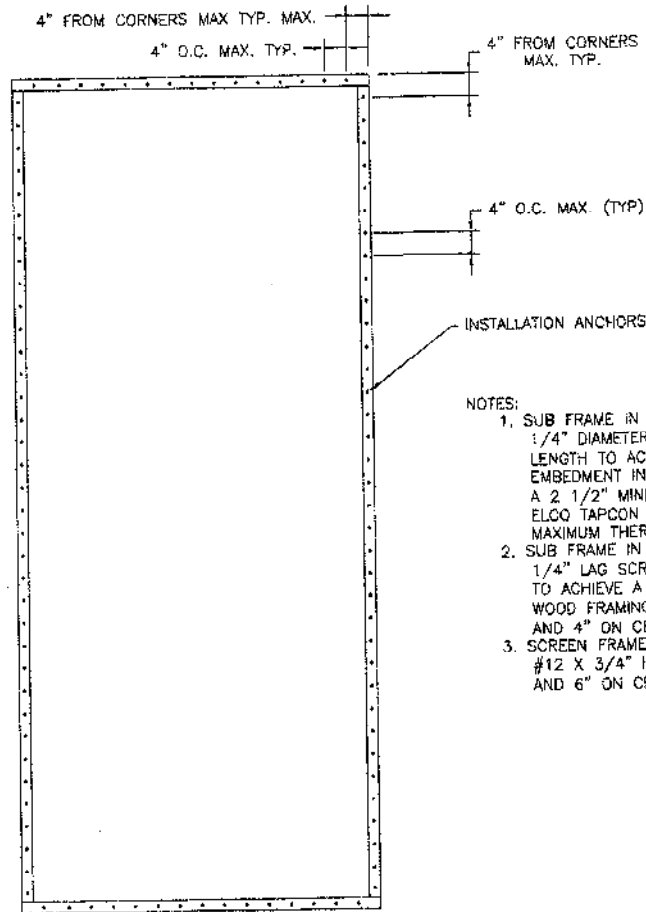 4" FROM CORNERS MAX TYP. MAX.
4" O.C. MAX. TYP.
4" FROM CORNERS
MAX. TYP.
4" O.C. MAX. (TYP)
INSTALLATION ANCHORS
NOTES:
1. SUB FRAME IN
1/4" DIAMETER
LENGTH TO AC
EMBEDMENT IN
A 2 1/2" MIN
ELCO TAPCON
MAXIMUM THER
2. SUB FRAME IN
1/4" LAG SCR
TO ACHIEVE A
WOOD FRAMING
AND 4" ON CE
3. SCREEN FRAME
#12 X 3/4" H
AND 6" ON CE